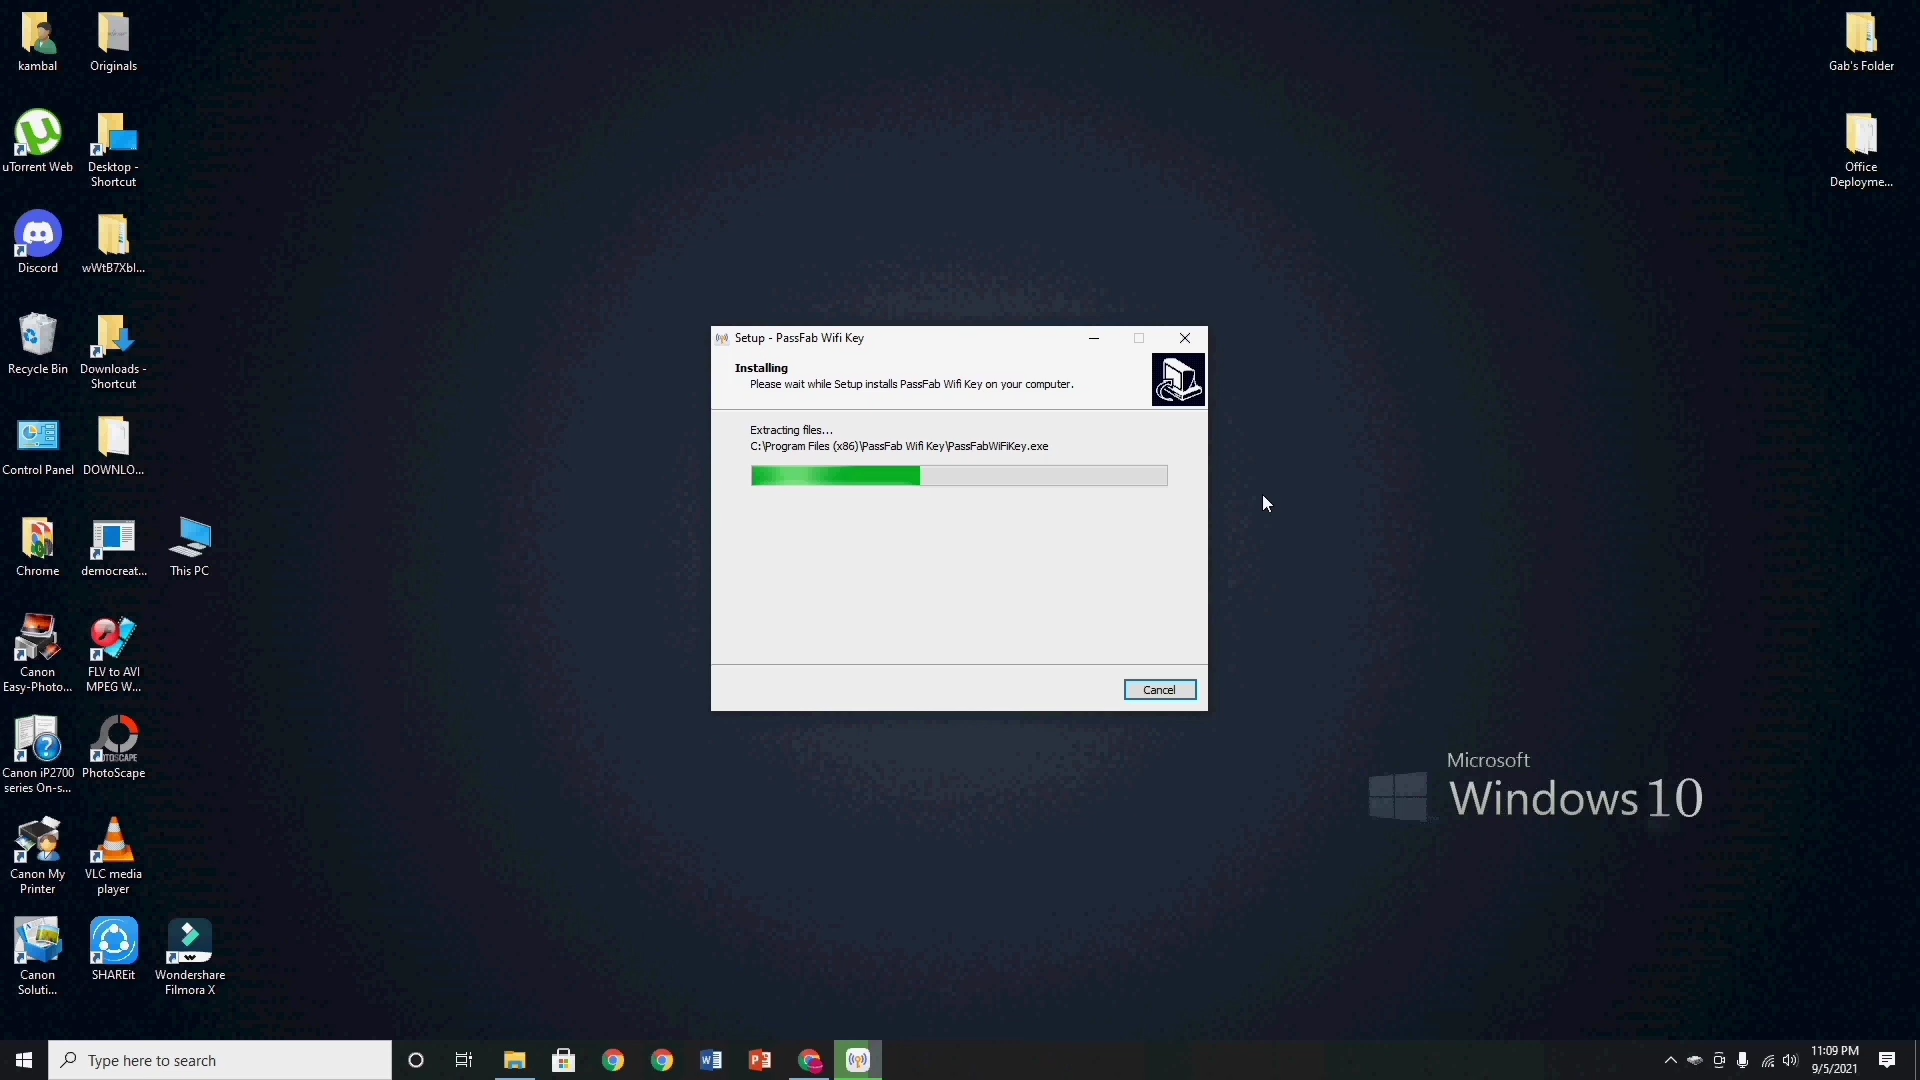 kambal
Originals
Gab's Folder
uTorrent Web
Desktop -
Shortcut
Office
Deployme...
Discord
wWtB7Xbl...
Recycle Bin
Downloads -
Shortcut
Control Panel
DOWNLO...
Chrome
democreat...
This PC
Canon
Easy-Photo...
FLV to AVI
MPEG W...
Canon iP2700
series On-s...
PhotoScape
Canon My
Printer
VLC media
player
Canon
Soluti...
SHAREit
Wondershare
Filmora X
Setup - PassFab Wifi Key
Installing
Please wait while Setup installs PassFab Wifi Key on your computer.
Extracting files...
C:\Program Files (x86)\PassFab Wifi Key\PassFabWiFiKey.exe
Cancel
Microsoft
Windows 10
Type here to search
11:09 PM
9/5/2021